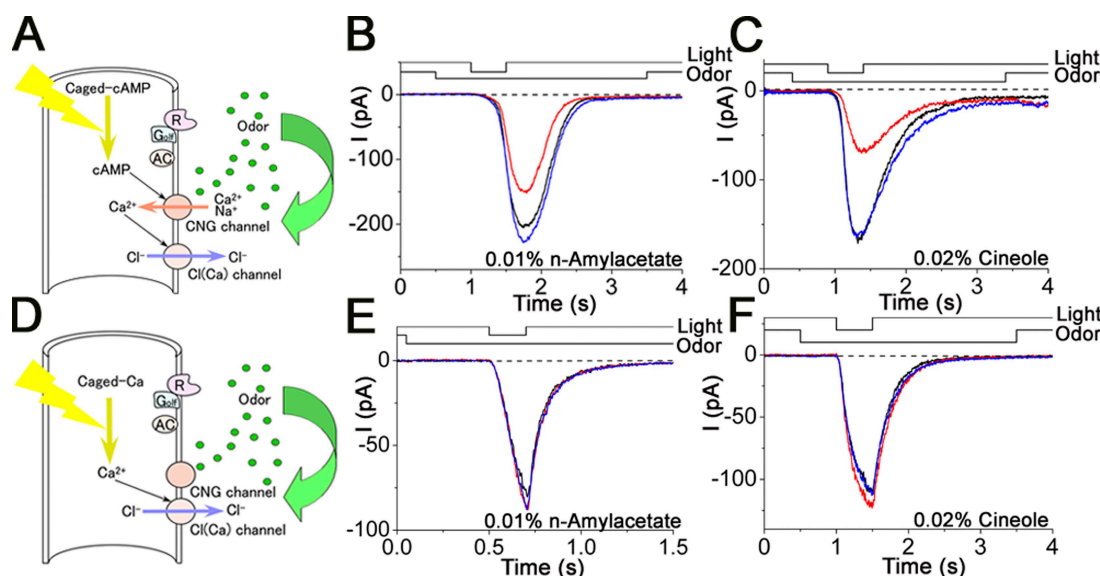 A
Caged-cAMP
R
Golf
AC
Odor
cAMP
Ca2+
Ca2+
Na+
CNG channel
Cl−
Cl−
Cl(Ca) channel
B
Light
Odor
I (pA)
0
-100
-200
0.01% n-Amylacetate
0
1
2
3
4
Time (s)
C
Light
Odor
I (pA)
0
-50
-100
-150
-200
0.02% Cineole
0
1
2
3
4
Time (s)
D
Caged-Ca
R
Golf
AC
Odor
Ca2+
CNG channel
Cl−
Cl−
Cl(Ca) channel
E
Light
Odor
I (pA)
0
-50
-100
0.01% n-Amylacetate
0.0
0.5
1.0
1.5
Time (s)
F
Light
Odor
I (pA)
0
-50
-100
0.02% Cineole
0
1
2
3
4
Time (s)